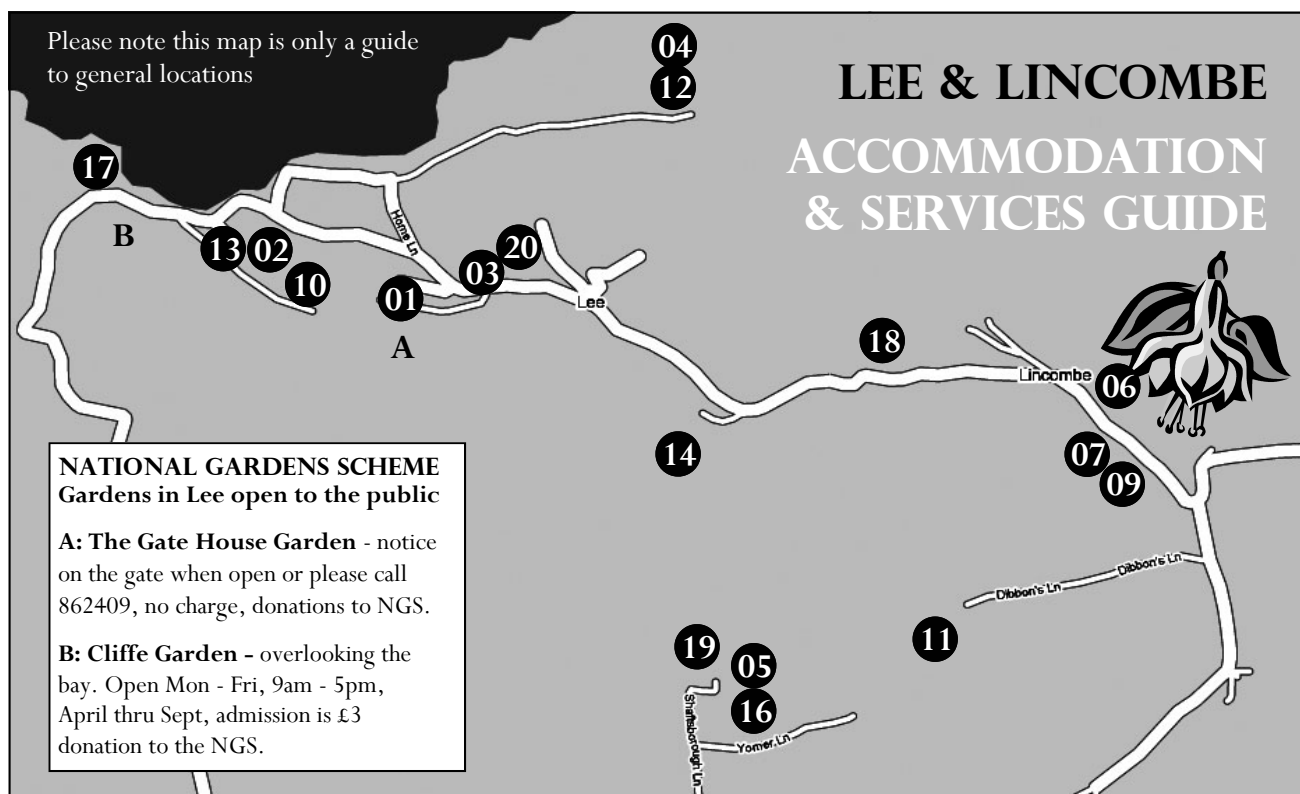 Please note this map is only a guide
to general locations
LEE & LINCOMBE
ACCOMMODATION
& SERVICES GUIDE
04
12
17
B
13
02
10
Home Ln
01
A
03
20
Lee
18
Lincombe
06
14
07
09
Dibbon's Ln
Dibbon's Ln
11
19
05
16
Shaftsborough Ln
Yomer Ln
NATIONAL GARDENS SCHEME
Gardens in Lee open to the public
A: The Gate House Garden - notice
on the gate when open or please call
862409, no charge, donations to NGS.
B: Cliffe Garden – overlooking the
bay. Open Mon - Fri, 9am - 5pm,
April thru Sept, admission is £3
donation to the NGS.